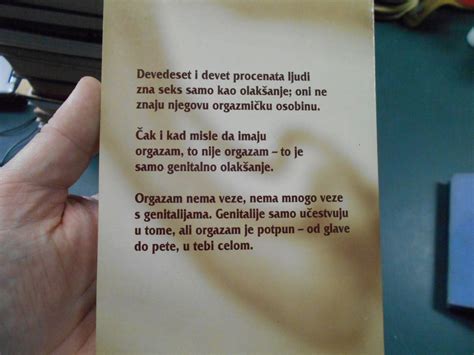 Devedeset i devet procenata ljudi
zna seks samo kao olakšanje; oni ne
znaju njegovu orgazmičku osobinu.
Čak i kad misle da imaju
orgazam, to nije orgazam – to je
samo genitalno olakšanje.
Orgazam nema veze, nema mnogo veze
s genitalijama. Genitalije samo učestvuju
u tome, ali orgazam je potpun – od glave
do pete, u tebi celom.